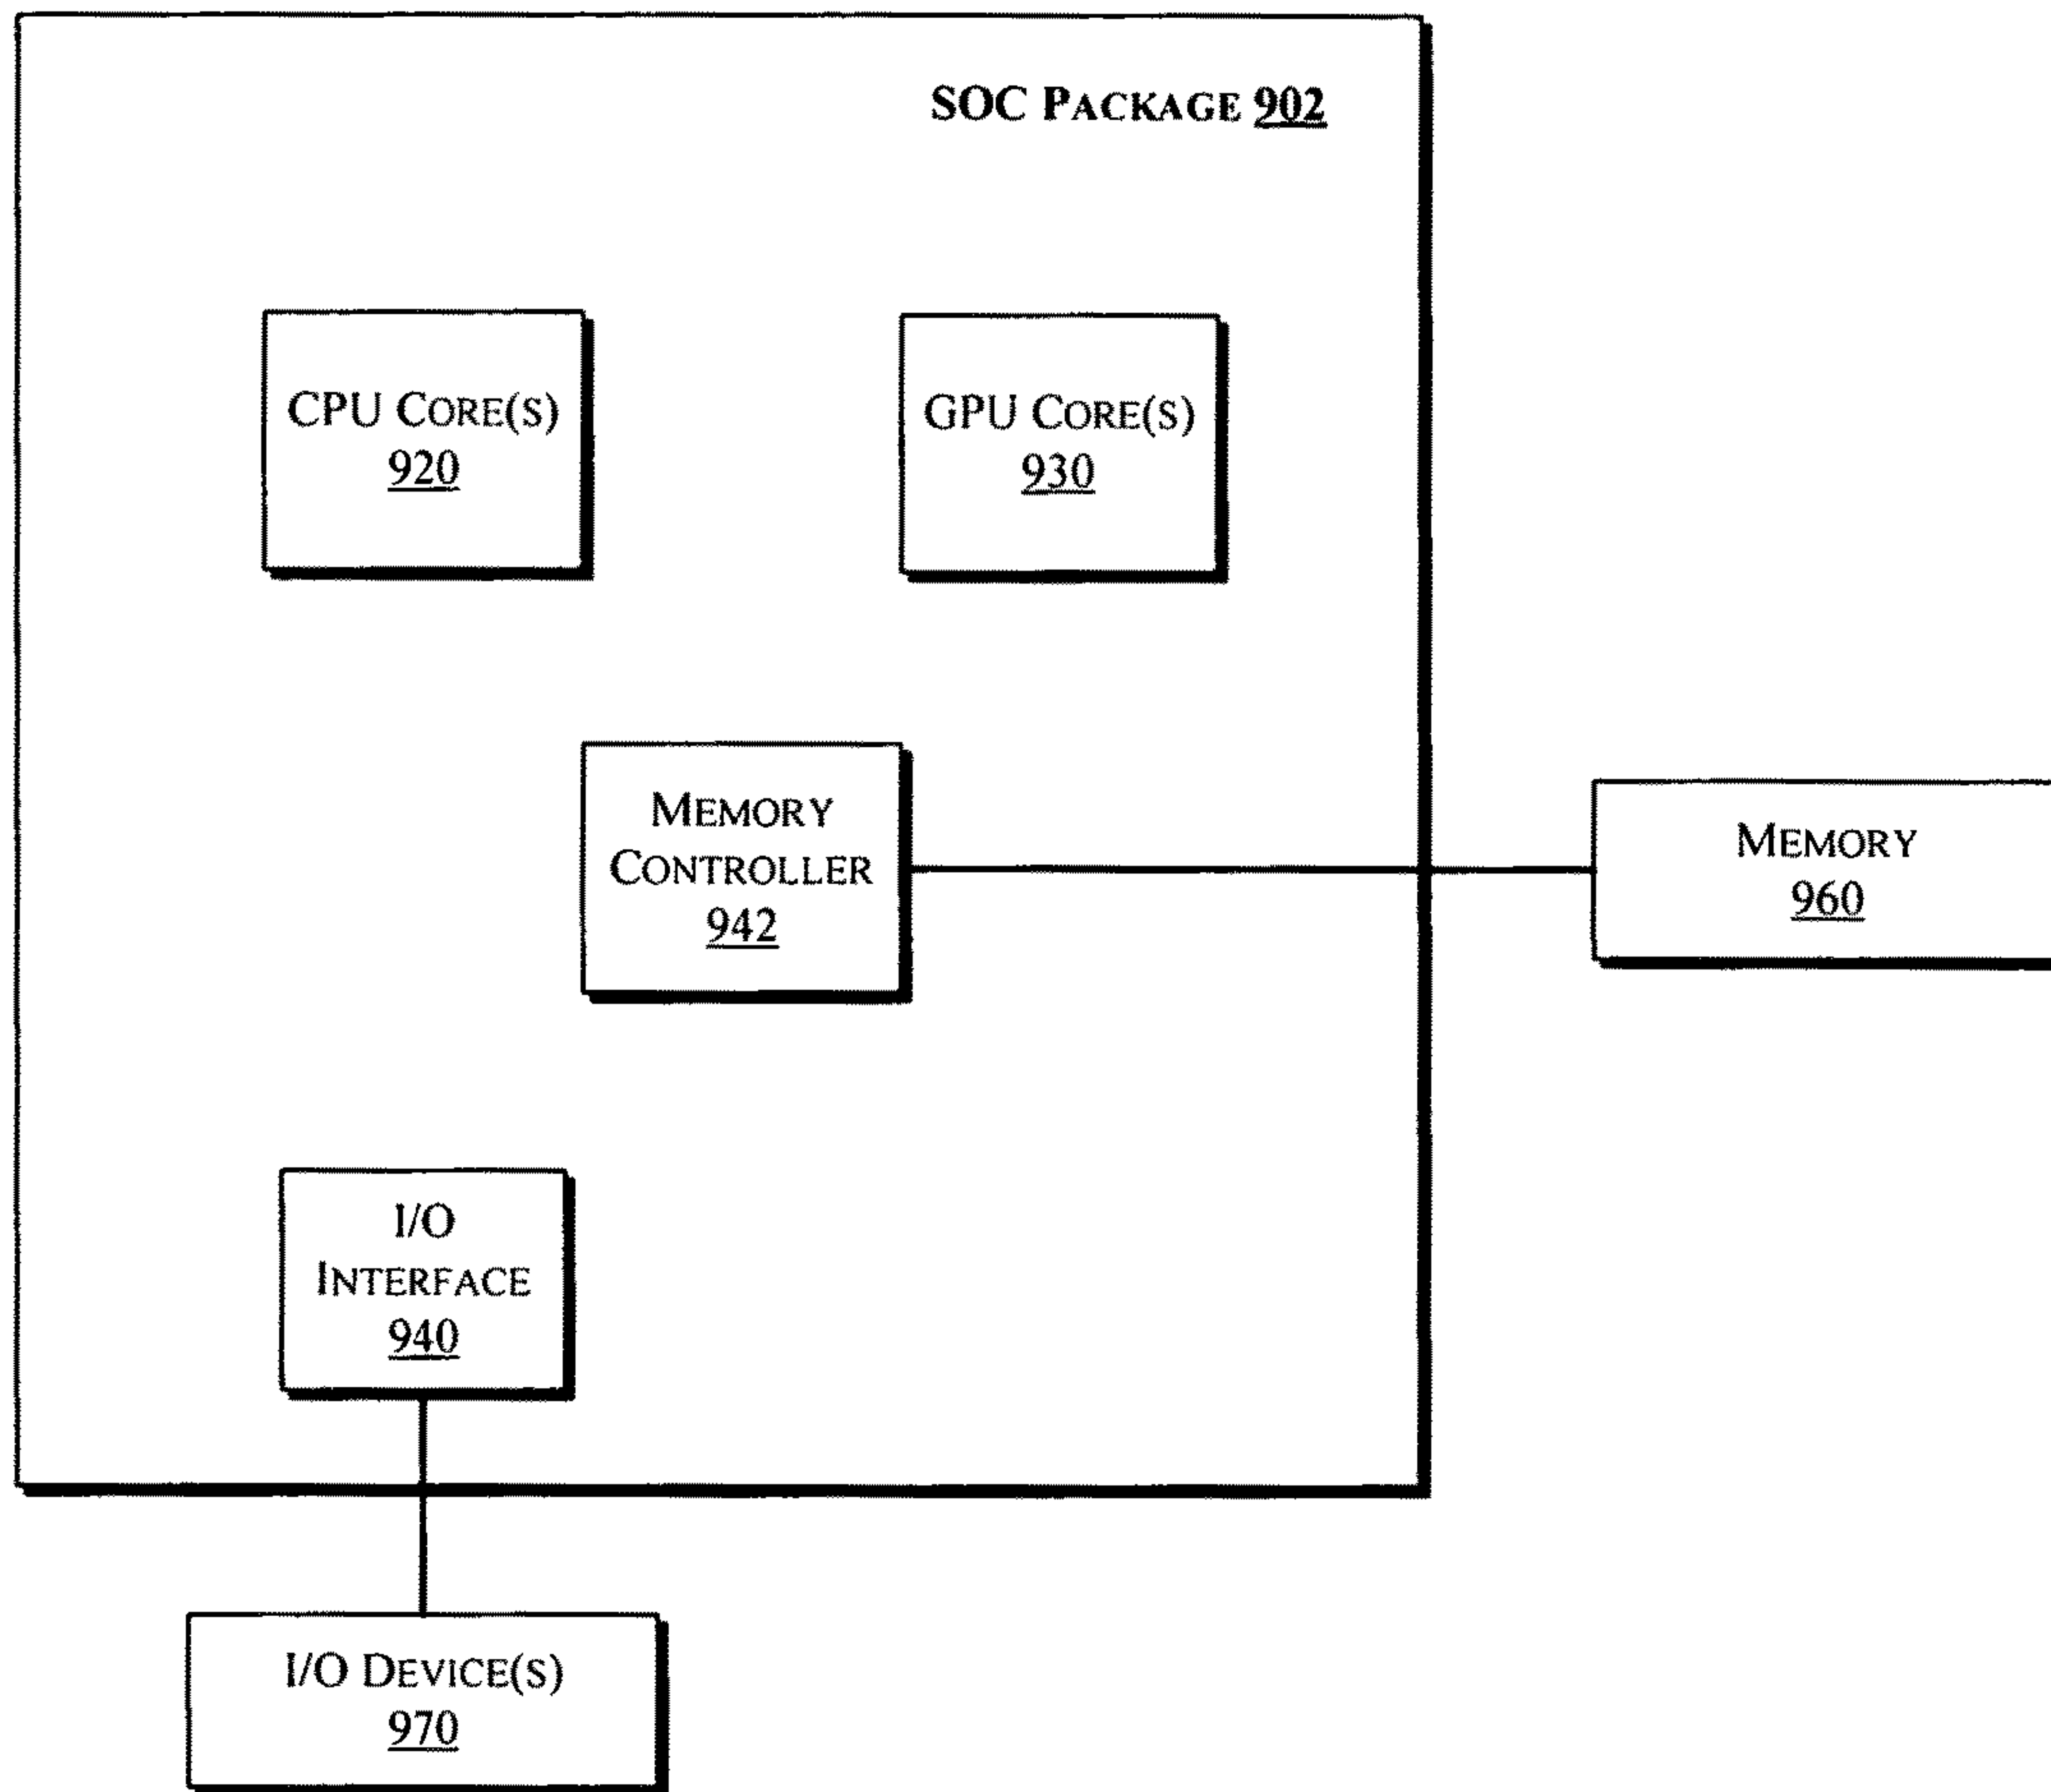 SOC PACKAGE 902
CPU CORE(S)
920
GPU CORE(S)
930
MEMORY
CONTROLLER
942
MEMORY
960
I/O
INTERFACE
940
I/O DEVICE(S)
970